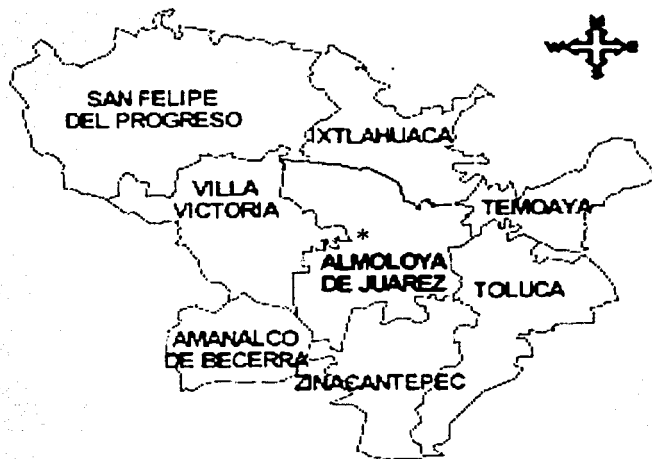 N
W E
S
SAN FELIPE
DEL PROGRESO
IXTLAHUACA
VILLA
VICTORIA
TEMOAYA
*
ALMOLOYA
DE JUAREZ
TOLUCA
AMANALCO
DE BECERRA
ZINACANTEPEC